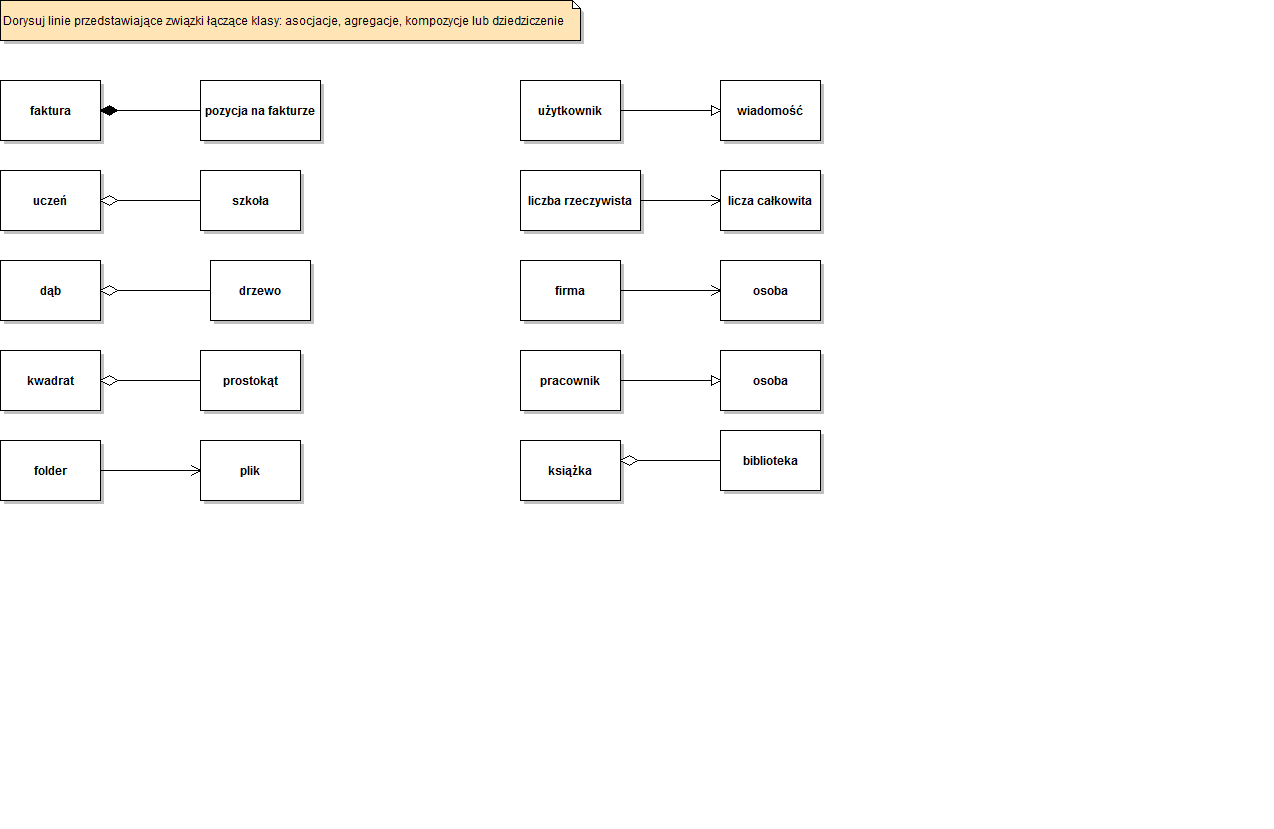 Dorysuj linie przedstawiające związki łączące klasy: asocjacje, agregacje, kompozycje lub dziedziczenie
faktura
pozycja na fakturze
użytkownik
wiadomość
uczeń
szkoła
liczba rzeczywista
licza całkowita
dąb
drzewo
firma
osoba
kwadrat
prostokąt
pracownik
osoba
folder
plik
książka
biblioteka